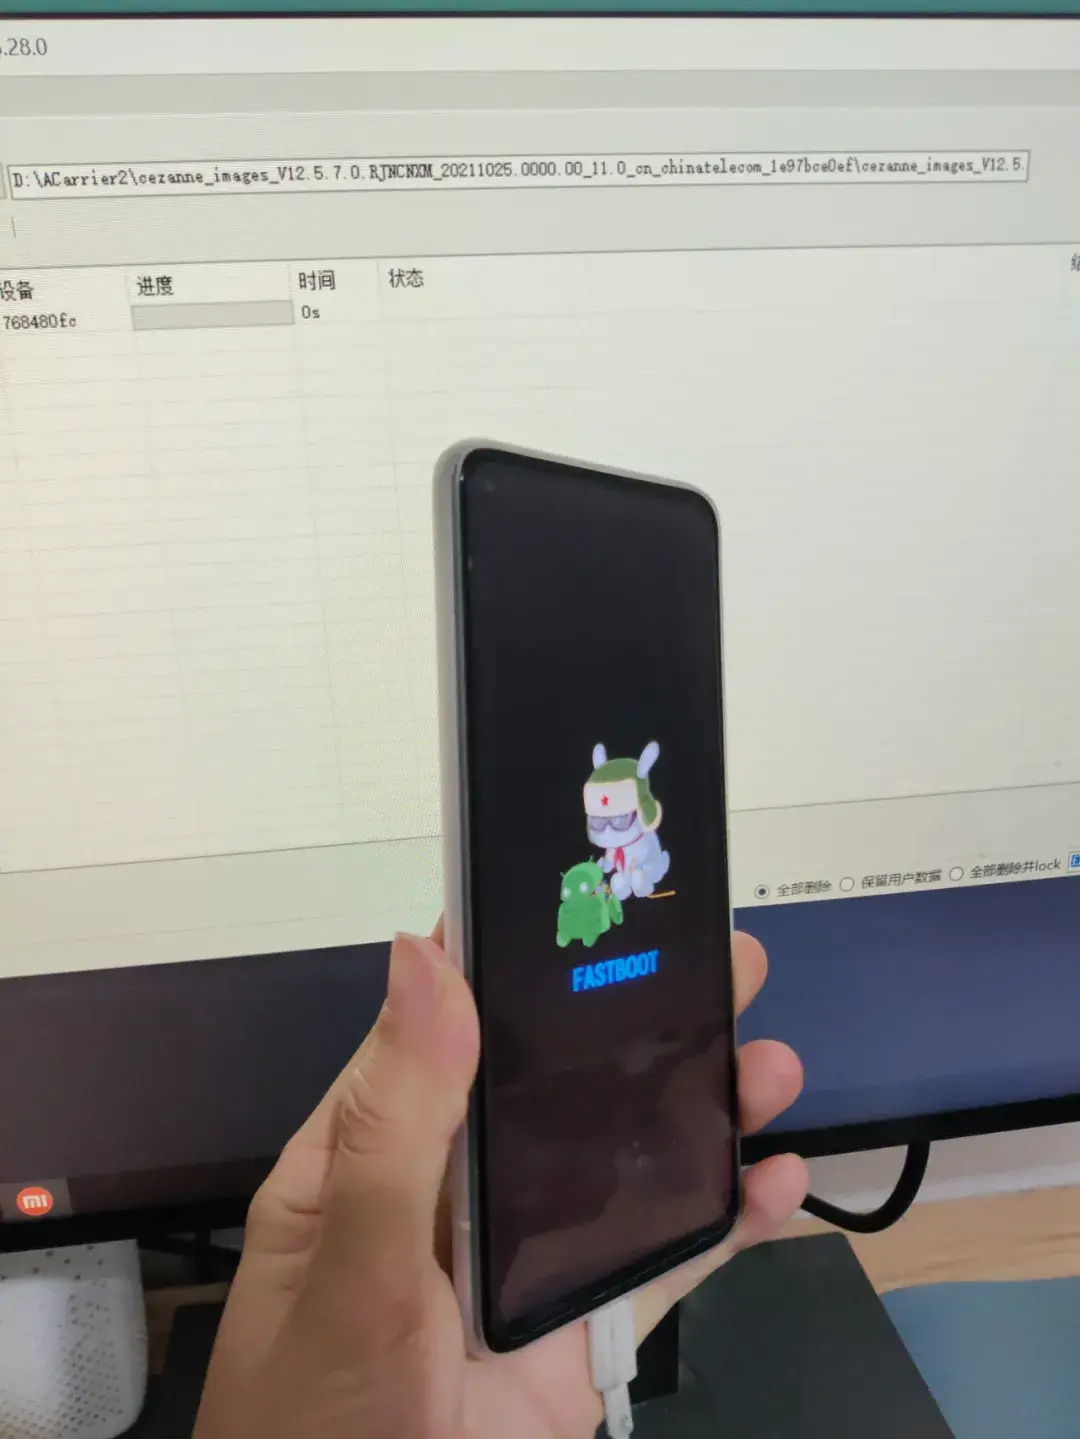 .28.0
D:\ACarrier2\cezanne_images_V12.5.7.0.RJNCNXM_20211025.0000.00_11.0_cn_chinatelecom_1e97bce0ef\cezanne_images_V12.5.
设备 进度 时间 状态 结
768480fc 0s
全部删除 保留用户数据 全部删除并lock
FASTBOOT
mi